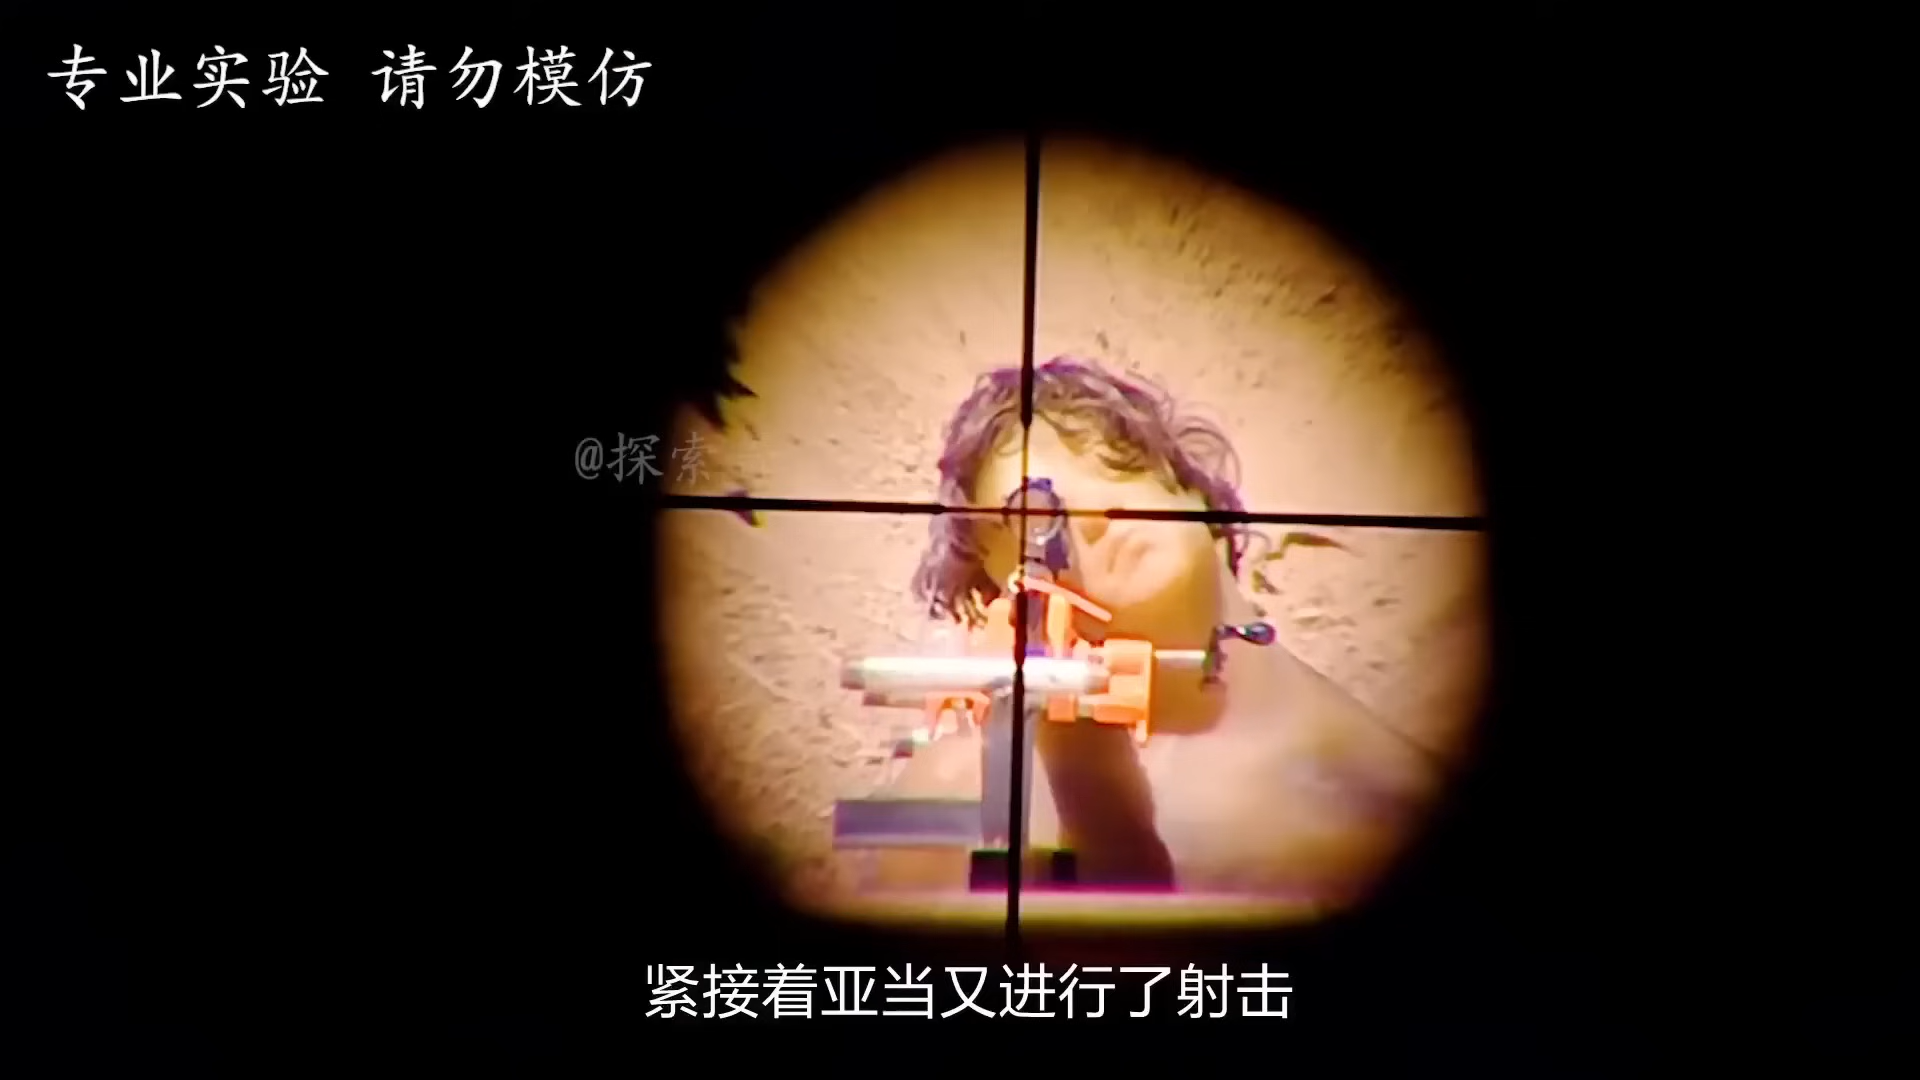 专业实验 请勿模仿
@探索
紧接着亚当又进行了射击